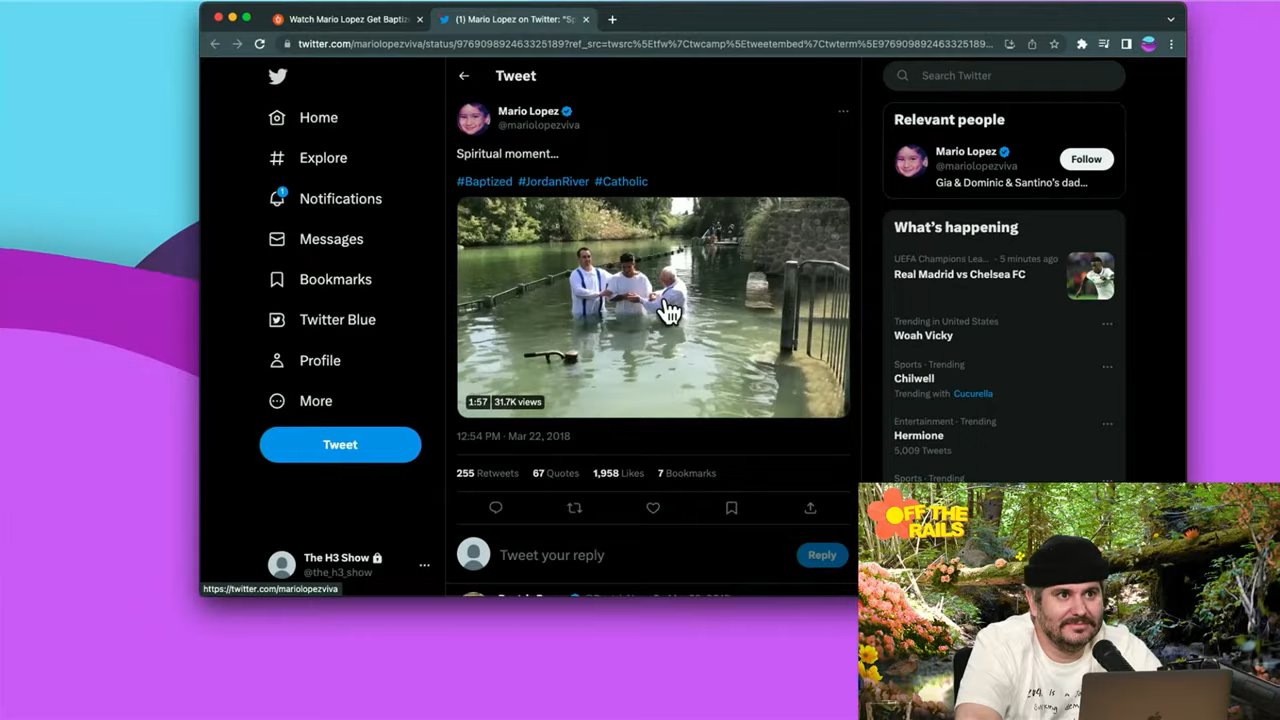 Watch Mario Lopez Get Baptiz
(1) Mario Lopez on Twitter: "Sp
twitter.com/mariolopezviva/status/976909892463325189?ref_src=twsrc%5Etfw%7Ctwcamp%5Etweetembed%7Ctwterm%5E976909892463325189...
Home
Explore
1
Notifications
Messages
Bookmarks
Twitter Blue
Profile
More
Tweet
The H3 Show
@the_h3_show
https://twitter.com/mariolopezviva
Tweet
Mario Lopez
@mariolopezviva
Spiritual moment...
#Baptized #JordanRiver #Catholic
1:57 31.7K views
12:54 PM · Mar 22, 2018
255 Retweets 67 Quotes 1,958 Likes 7 Bookmarks
Tweet your reply
Reply
Search Twitter
Relevant people
Mario Lopez
@mariolopezviva
Follow
Gia & Dominic & Santino's dad...
What's happening
UEFA Champions Lea... · 5 minutes ago
Real Madrid vs Chelsea FC
Trending in United States
Woah Vicky
Sports · Trending
Chilwell
Trending with Cucurella
Entertainment · Trending
Hermione
5,009 Tweets
Sports · Trending
OFF THE
RAILS